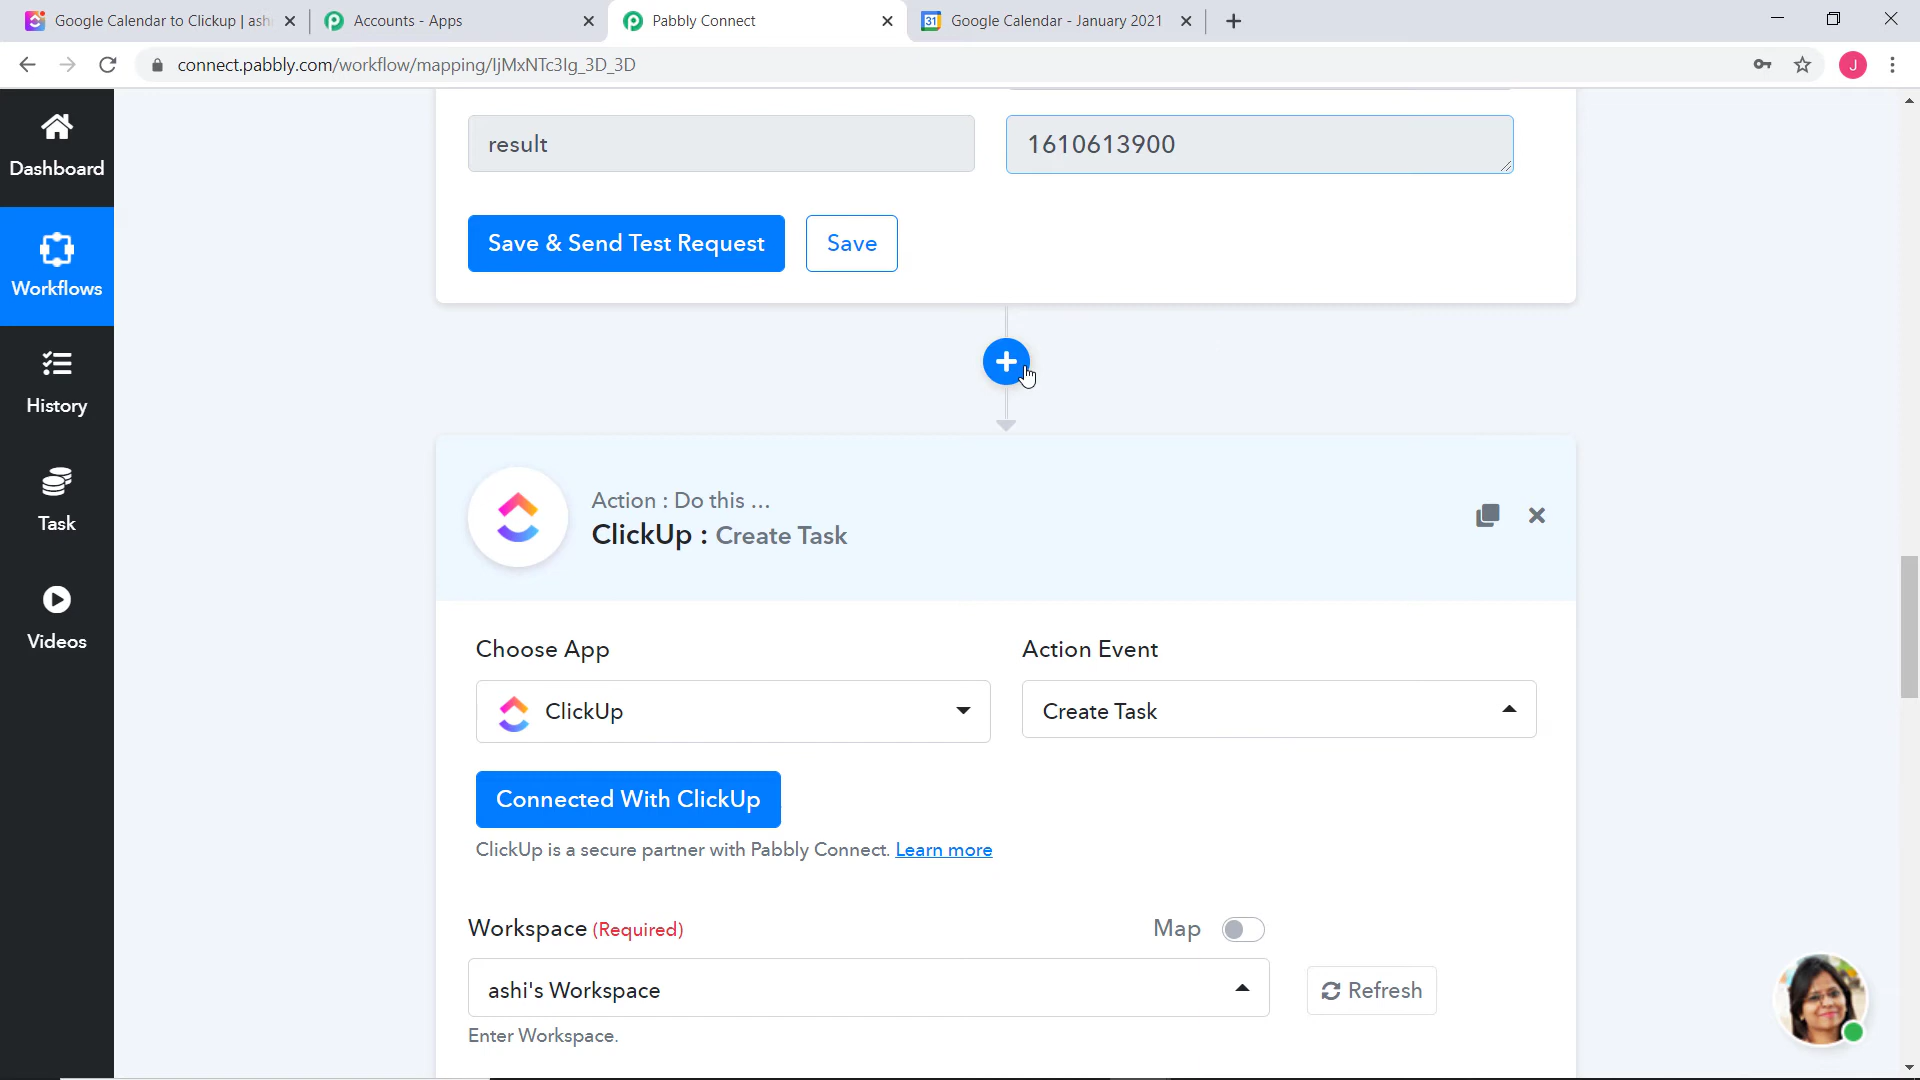 Google Calendar to Clickup | ash
Accounts - Apps
Pabbly Connect
31
Google Calendar - January 2021
connect.pabbly.com/workflow/mapping/IjMxNTc3Ig_3D_3D
J
Dashboard
Workflows
History
Task
Videos
result
1610613900
Save & Send Test Request
Save
Action : Do this ...
ClickUp : Create Task
Choose App
Action Event
ClickUp
Create Task
Connected With ClickUp
ClickUp is a secure partner with Pabbly Connect. Learn more
Workspace (Required)
Map
ashi's Workspace
Refresh
Enter Workspace.